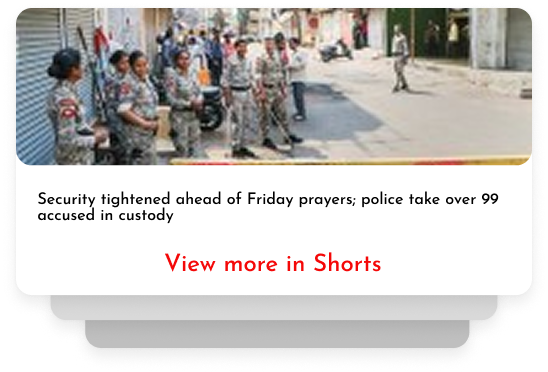 Security tightened ahead of Friday prayers; police take over 99
accused in custody
View more in Shorts